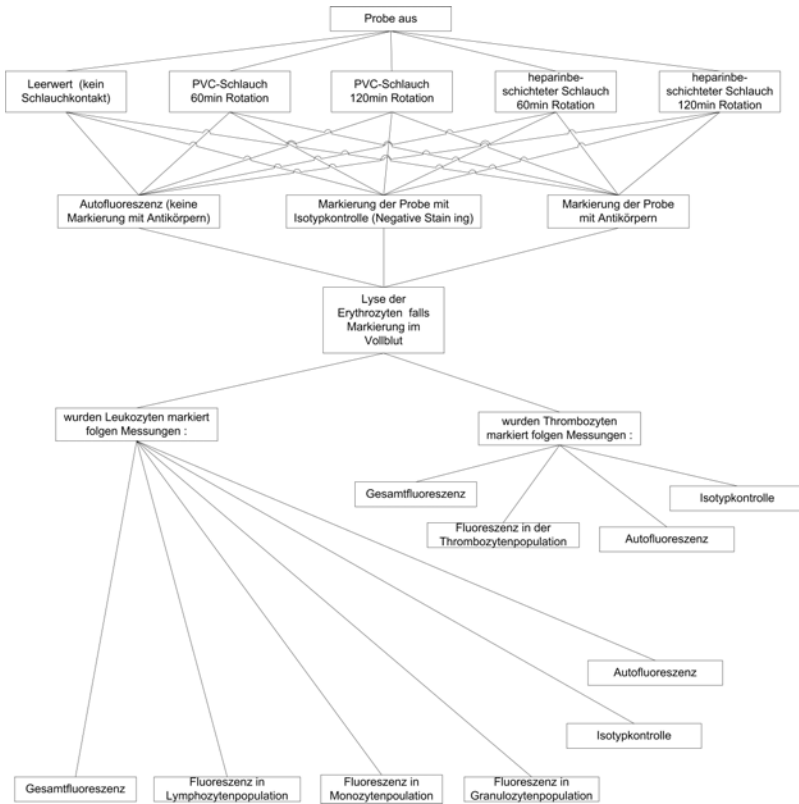 Probe aus
Leerwert (kein
Schlauchkontakt)
PVC-Schlauch
60min Rotation
PVC-Schlauch
120min Rotation
heparinbe-
schichteter Schlauch
60min Rotation
heparinbe-
schichteter Schlauch
120min Rotation
Autofluoreszenz (keine
Markierung mit Antikörpern)
Markierung der Probe mit
Isotypkontrolle (Negative Stain ing)
Markierung der Probe
mit Antikörpern
Lyse der
Erythrozyten falls
Markierung im
Vollblut
wurden Leukozyten markiert
folgen Messungen :
wurden Thrombozyten
markiert folgen Messungen :
Gesamtfluoreszenz
Isotypkontrolle
Fluoreszenz in der
Thrombozytenpopulation
Autofluoreszenz
Autofluoreszenz
Isotypkontrolle
Gesamtfluoreszenz
Fluoreszenz in
Lymphozytenpopulation
Fluoreszenz in
Monozytenpoulation
Fluoreszenz in
Granulozytenpopulation